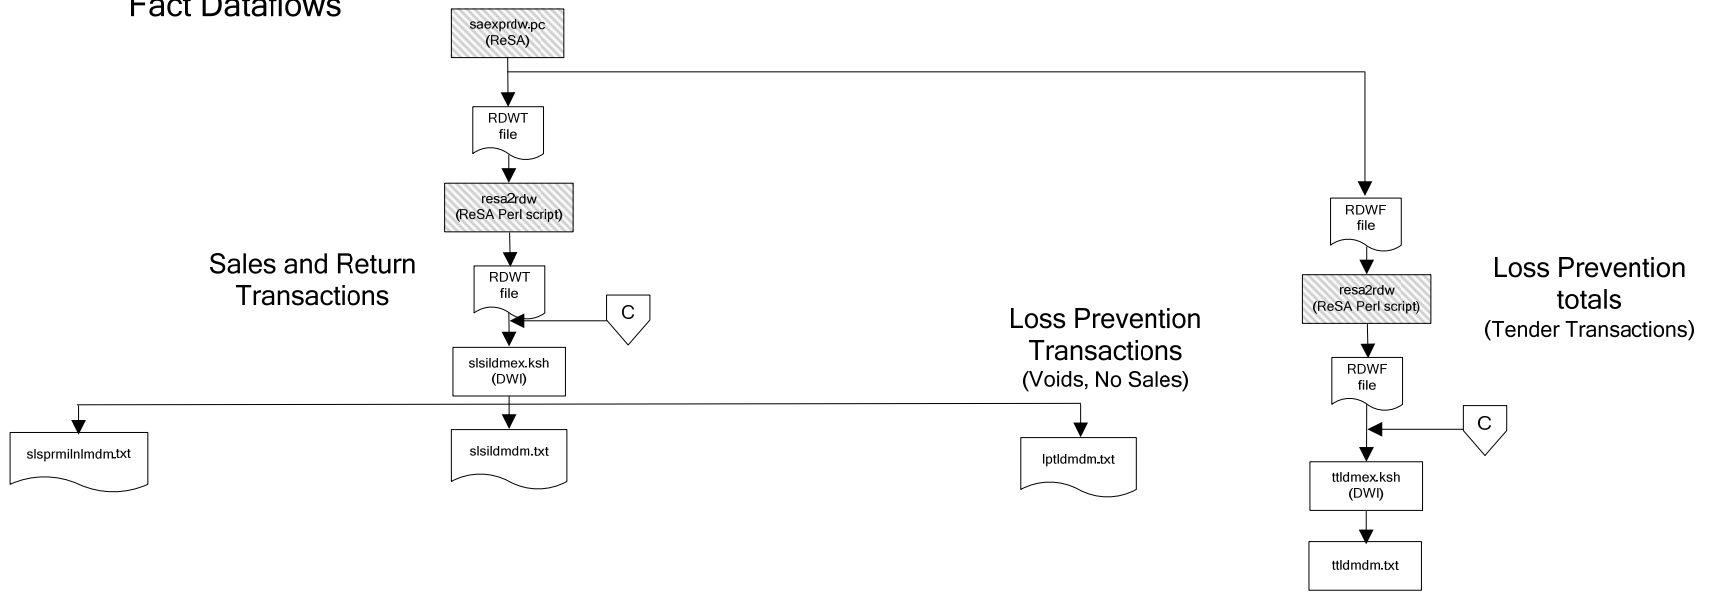 Fact Dataflows
saexprdw.pc
(ReSA)
RDWT
file
resa2rdw
(ReSA Perl script)
Sales and Return
Transactions
RDWT
file
C
slsildmex.ksh
(DWI)
slsprmilnlmdm.txt
slsildmdm.txt
Loss Prevention
Transactions
(Voids, No Sales)
lptldmdm.txt
RDWF
file
resa2rdw
(ReSA Perl script)
Loss Prevention
totals
(Tender Transactions)
RDWF
file
C
ttldmex.ksh
(DWI)
ttldmdm.txt